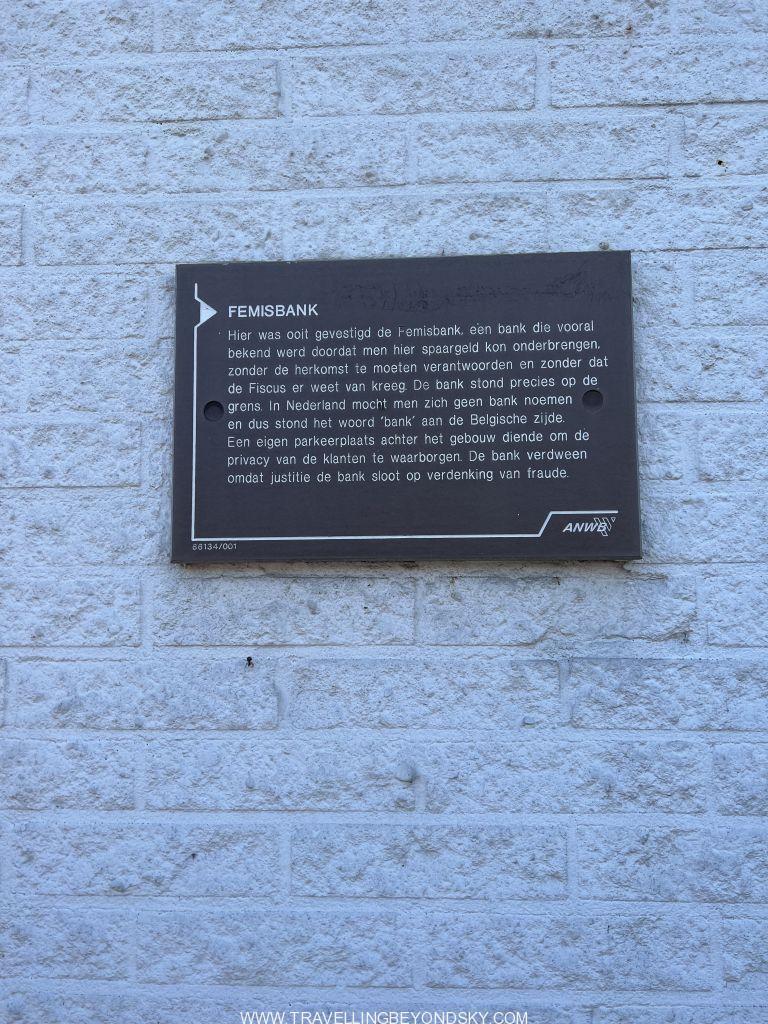 FEMISBANK
Hier was ooit gevestigd de Femisbank, een bank die vooral
bekend werd doordat men hier spaargeld kon onderbrengen,
zonder de herkomst te moeten verantwoorden en zonder dat
de Fiscus er weet van kreeg. De bank stond precies op de
grens. In Nederland mocht men zich geen bank noemen
en dus stond het woord 'bank' aan de Belgische zijde.
Een eigen parkeerplaats achter het gebouw diende om de
privacy van de klanten te waarborgen. De bank verdween
omdat justitie de bank sloot op verdenking van fraude.
ANWB
66134/001
WWW.TRAVELLINGBEYONDSKY.COM